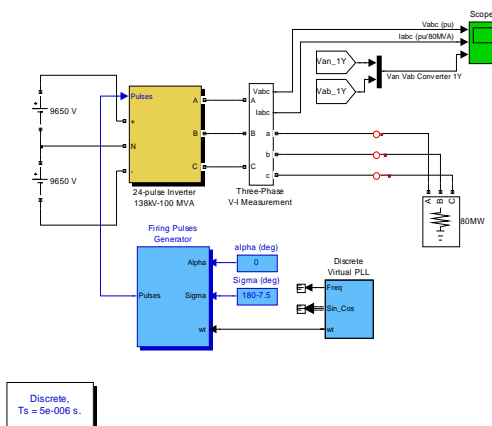 Scope
Vabc (pu)
Iabc (pu/80MVA)
Van_1Y
Vab_1Y
Van Vab Converter 1Y
9650 V
9650 V
Pulses
+
N
-
A
B
C
24-pulse Inverter
138kV-100 MVA
Vabc
Iabc
A
B
C
a
b
c
Three-Phase
V-I Measurement
A B C
80MW
Firing Pulses
Generator
Alpha
Pulses
Sigma
wt
alpha (deg)
0
Sigma (deg)
180-7.5
Discrete
Virtual PLL
Freq
Sin_Cos
wt
Discrete,
Ts = 5e-006 s.